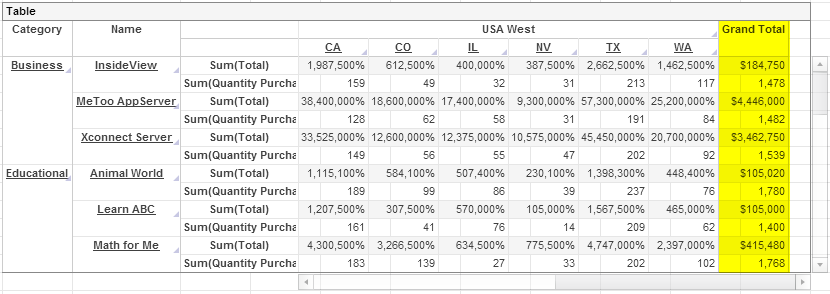 Table
Category Name USA West Grand Total
CA CO IL NV TX WA
Business InsideView Sum(Total) 1,987,500% 612,500% 400,000% 387,500% 2,662,500% 1,462,500% $184,750
Sum(Quantity Purcha 159 49 32 31 213 117 1,478
MeToo AppServer Sum(Total) 38,400,000% 18,600,000% 17,400,000% 9,300,000% 57,300,000% 25,200,000% $4,446,000
Sum(Quantity Purcha 128 62 58 31 191 84 1,482
Xconnect Server Sum(Total) 33,525,000% 12,600,000% 12,375,000% 10,575,000% 45,450,000% 20,700,000% $3,462,750
Sum(Quantity Purcha 149 56 55 47 202 92 1,539
Educational Animal World Sum(Total) 1,115,100% 584,100% 507,400% 230,100% 1,398,300% 448,400% $105,020
Sum(Quantity Purcha 189 99 86 39 237 76 1,780
Learn ABC Sum(Total) 1,207,500% 307,500% 570,000% 105,000% 1,567,500% 465,000% $105,000
Sum(Quantity Purcha 161 41 76 14 209 62 1,400
Math for Me Sum(Total) 4,300,500% 3,266,500% 634,500% 775,500% 4,747,000% 2,397,000% $415,480
Sum(Quantity Purcha 183 139 27 33 202 102 1,768